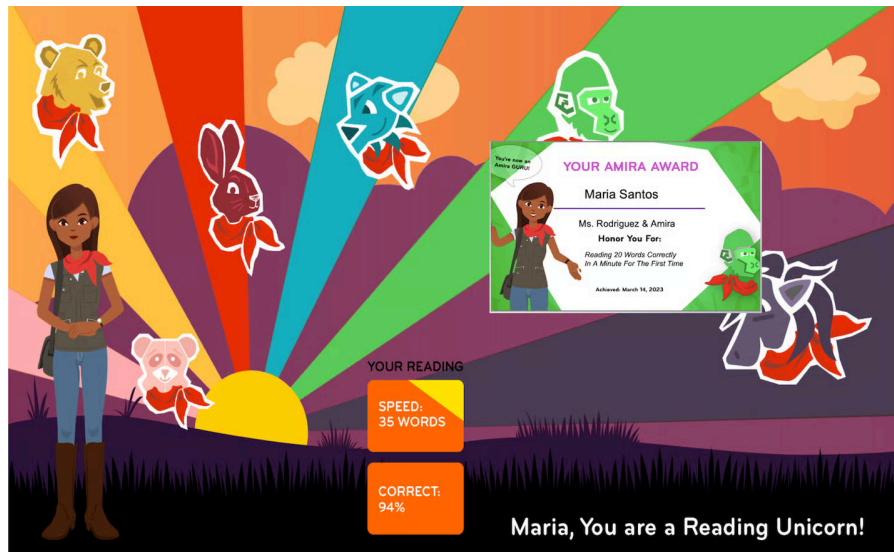 You're now an
Amira GURU!
YOUR AMIRA AWARD
Maria Santos
Ms. Rodriguez & Amira
Honor You For:
Reading 20 Words Correctly
In A Minute For The First Time
Achieved: March 14, 2023
YOUR READING
SPEED:
35 WORDS
CORRECT:
94%
Maria, You are a Reading Unicorn!